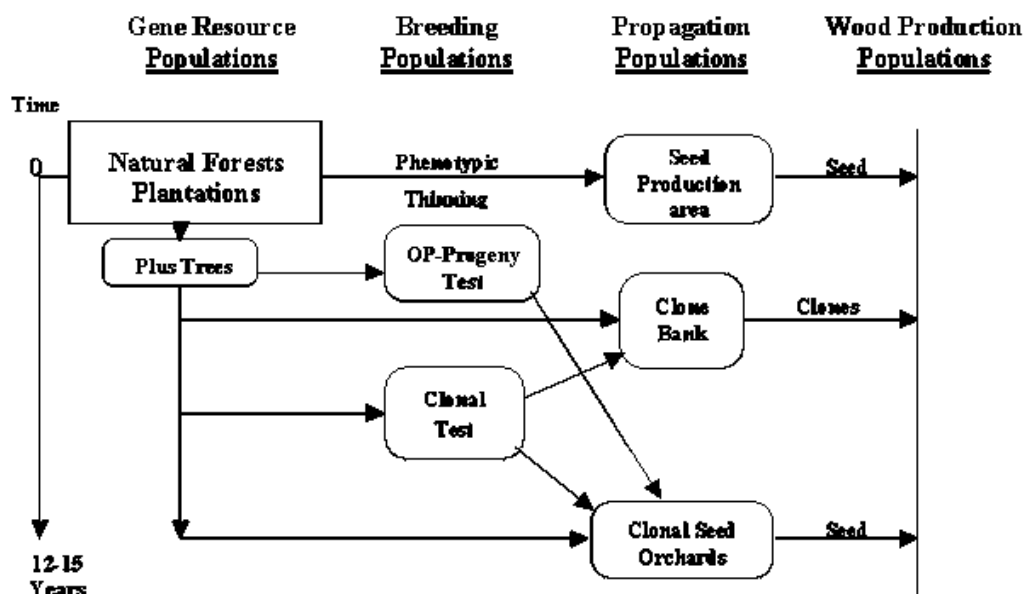 Gene Resource
Populations
Breeding
Populations
Propagation
Populations
Wood Production
Populations
Time
0
Natural Forests
Plantations
Phenotypic
Thinning
Seed
Production
area
Seed
Plus Trees
OP-Progeny
Test
Clone
Bank
Clones
Clonal
Test
Clonal Seed
Orchards
Seed
12-15
Years